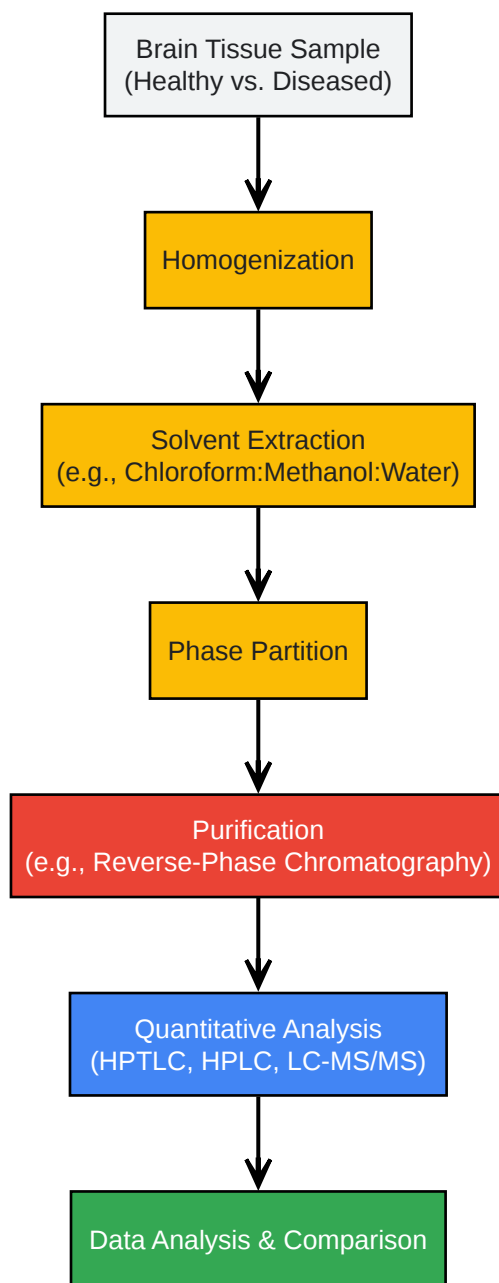 Brain Tissue Sample
(Healthy vs. Diseased)
Homogenization
Solvent Extraction
(e.g., Chloroform:Methanol:Water)
Phase Partition
Purification
(e.g., Reverse-Phase Chromatography)
Quantitative Analysis
(HPTLC, HPLC, LC-MS/MS)
Data Analysis & Comparison